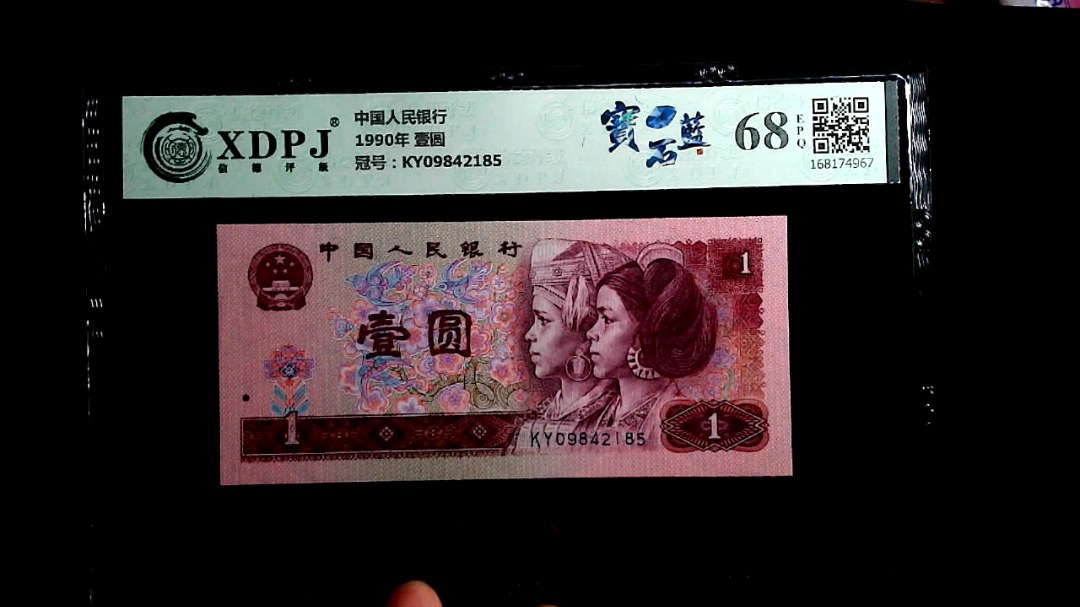 XDPJ®
信德评级
中国人民银行
1990年 壹圆
冠号：KY09842185
寶石蓝
68
EPQ
168174967
中国人民银行
1
壹圆
1
KY09842185
1